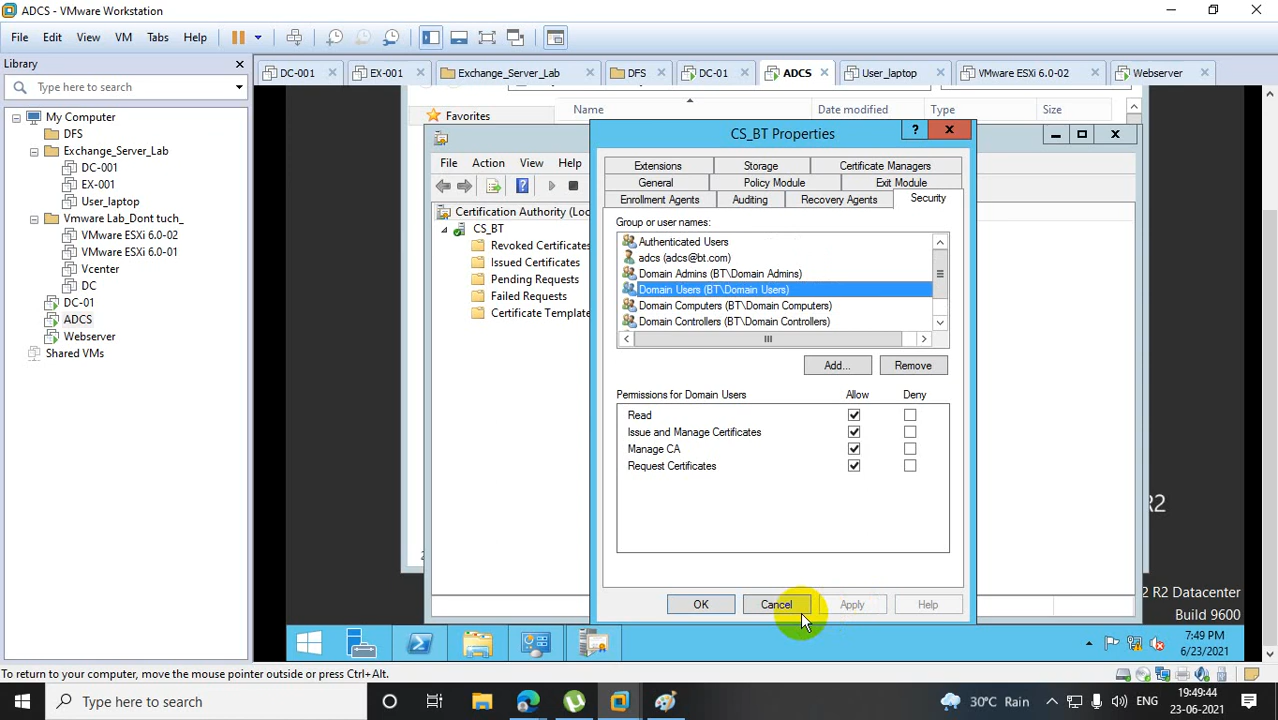 ADCS - VMware Workstation
File Edit View VM Tabs Help
Library
Type here to search
My Computer
DFS
Exchange_Server_Lab
DC-001
EX-001
User_laptop
Vmware Lab_Dont tuch_
VMware ESXi 6.0-02
VMware ESXi 6.0-01
Vcenter
DC
DC-01
ADCS
Webserver
Shared VMs
DC-001 EX-001 Exchange_Server_Lab DFS DC-01 ADCS User_laptop VMware ESXi 6.0-02 Webserver
Favorites
Name Date modified Type Size
File Action View Help
Certification Authority (Loc
CS_BT
Revoked Certificates
Issued Certificates
Pending Requests
Failed Requests
Certificate Template
CS_BT Properties
Extensions Storage Certificate Managers
General Policy Module Exit Module
Enrollment Agents Auditing Recovery Agents Security
Group or user names:
Authenticated Users
adcs (adcs@bt.com)
Domain Admins (BT\Domain Admins)
Domain Users (BT\Domain Users)
Domain Computers (BT\Domain Computers)
Domain Controllers (BT\Domain Controllers)
Add... Remove
Permissions for Domain Users Allow Deny
Read
Issue and Manage Certificates
Manage CA
Request Certificates
OK Cancel Apply Help
R2
2 R2 Datacenter
Build 9600
7:49 PM
6/23/2021
To return to your computer, move the mouse pointer outside or press Ctrl+Alt.
Type here to search
30°C Rain
ENG
19:49:44
23-06-2021